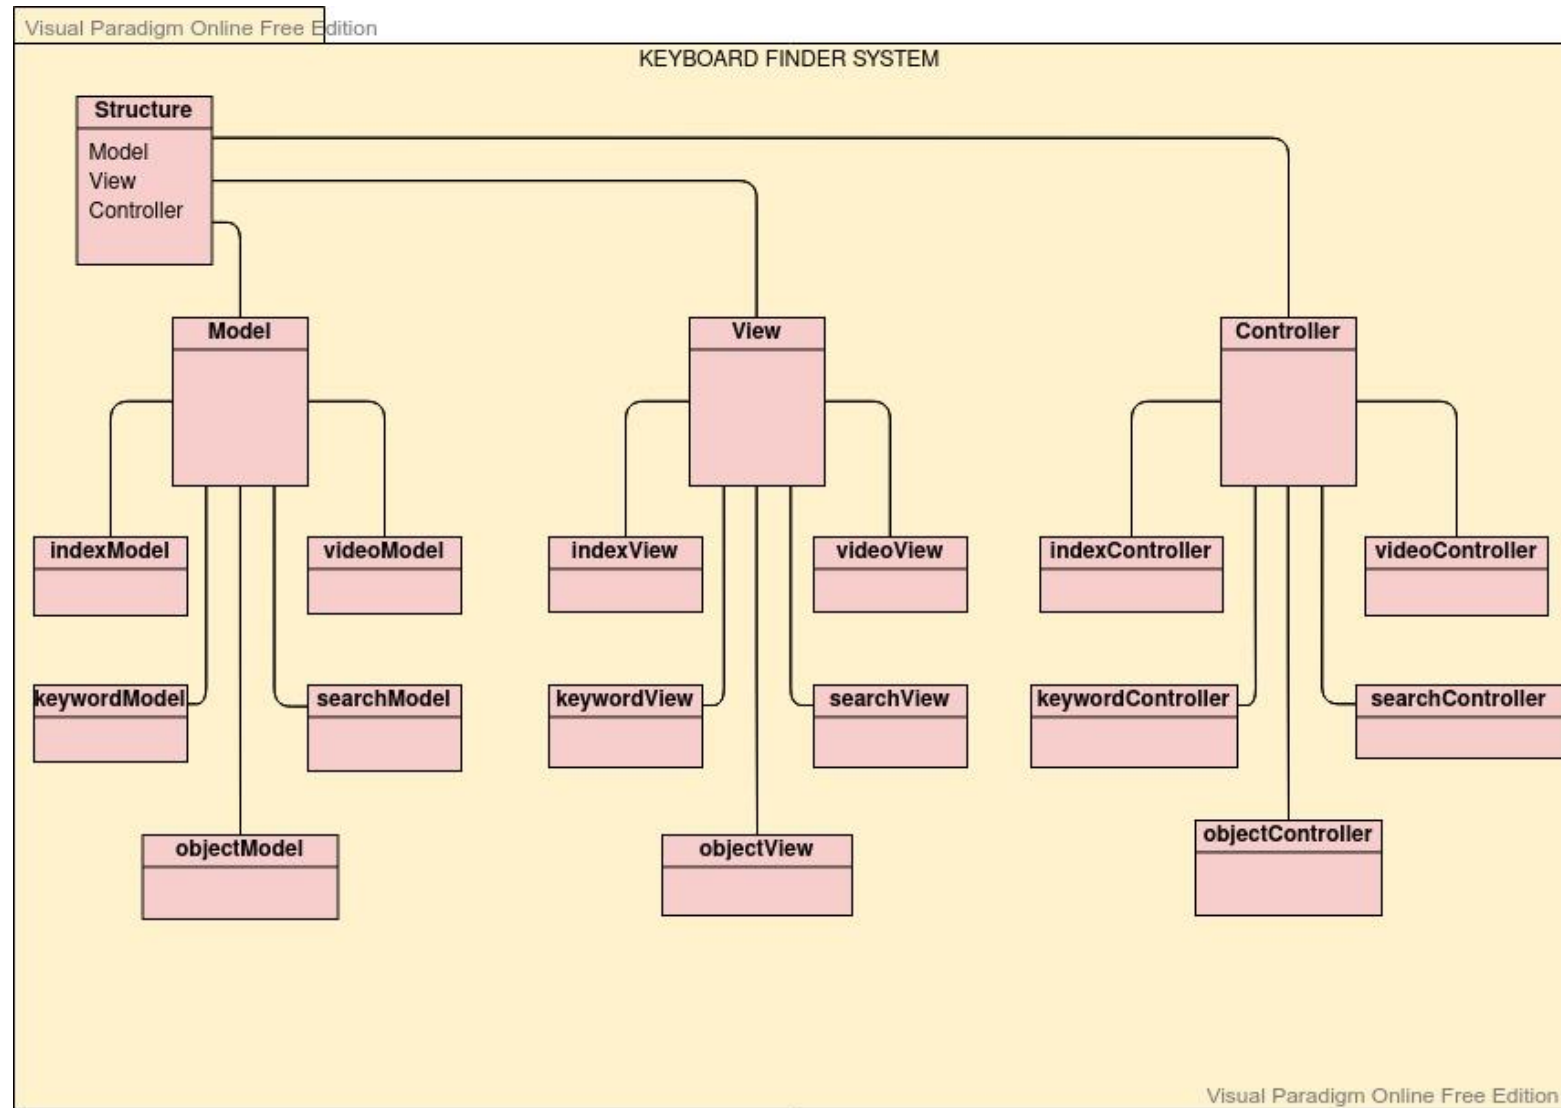 Visual Paradigm Online Free Edition
KEYBOARD FINDER SYSTEM
Structure
Model
View
Controller
Model
View
Controller
indexModel
videoModel
indexView
videoView
indexController
videoController
keywordModel
searchModel
keywordView
searchView
keywordController
searchController
objectModel
objectView
objectController
Visual Paradigm Online Free Edition